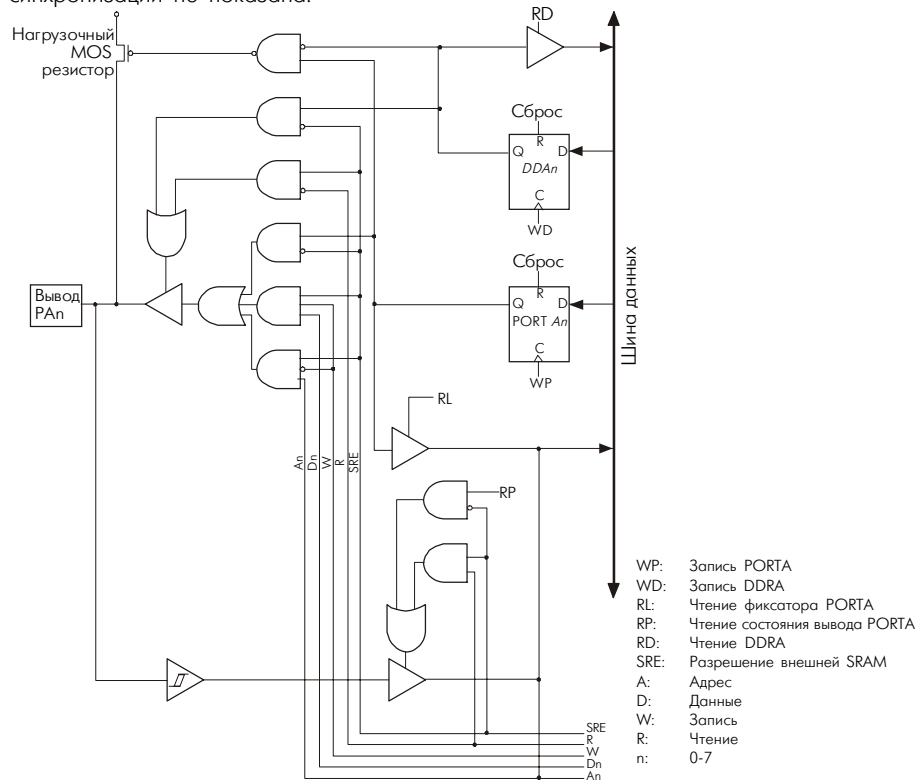 синхронизации не показана.
RD
Нагрузочный
MOS
резистор
Сброс
R
Q D
DDAn
C
WD
Сброс
R
Q D
PORT An
C
WP
Вывод
PAn
Шина данных
RL
An
Dn
W
R
SRE
RP
WP: Запись PORTA
WD: Запись DDRA
RL: Чтение фиксатора PORTA
RP: Чтение состояния вывода PORTA
RD: Чтение DDRA
SRE: Разрешение внешней SRAM
A: Адрес
D: Данные
W: Запись
R: Чтение
n: 0-7
SRE
R
W
Dn
An